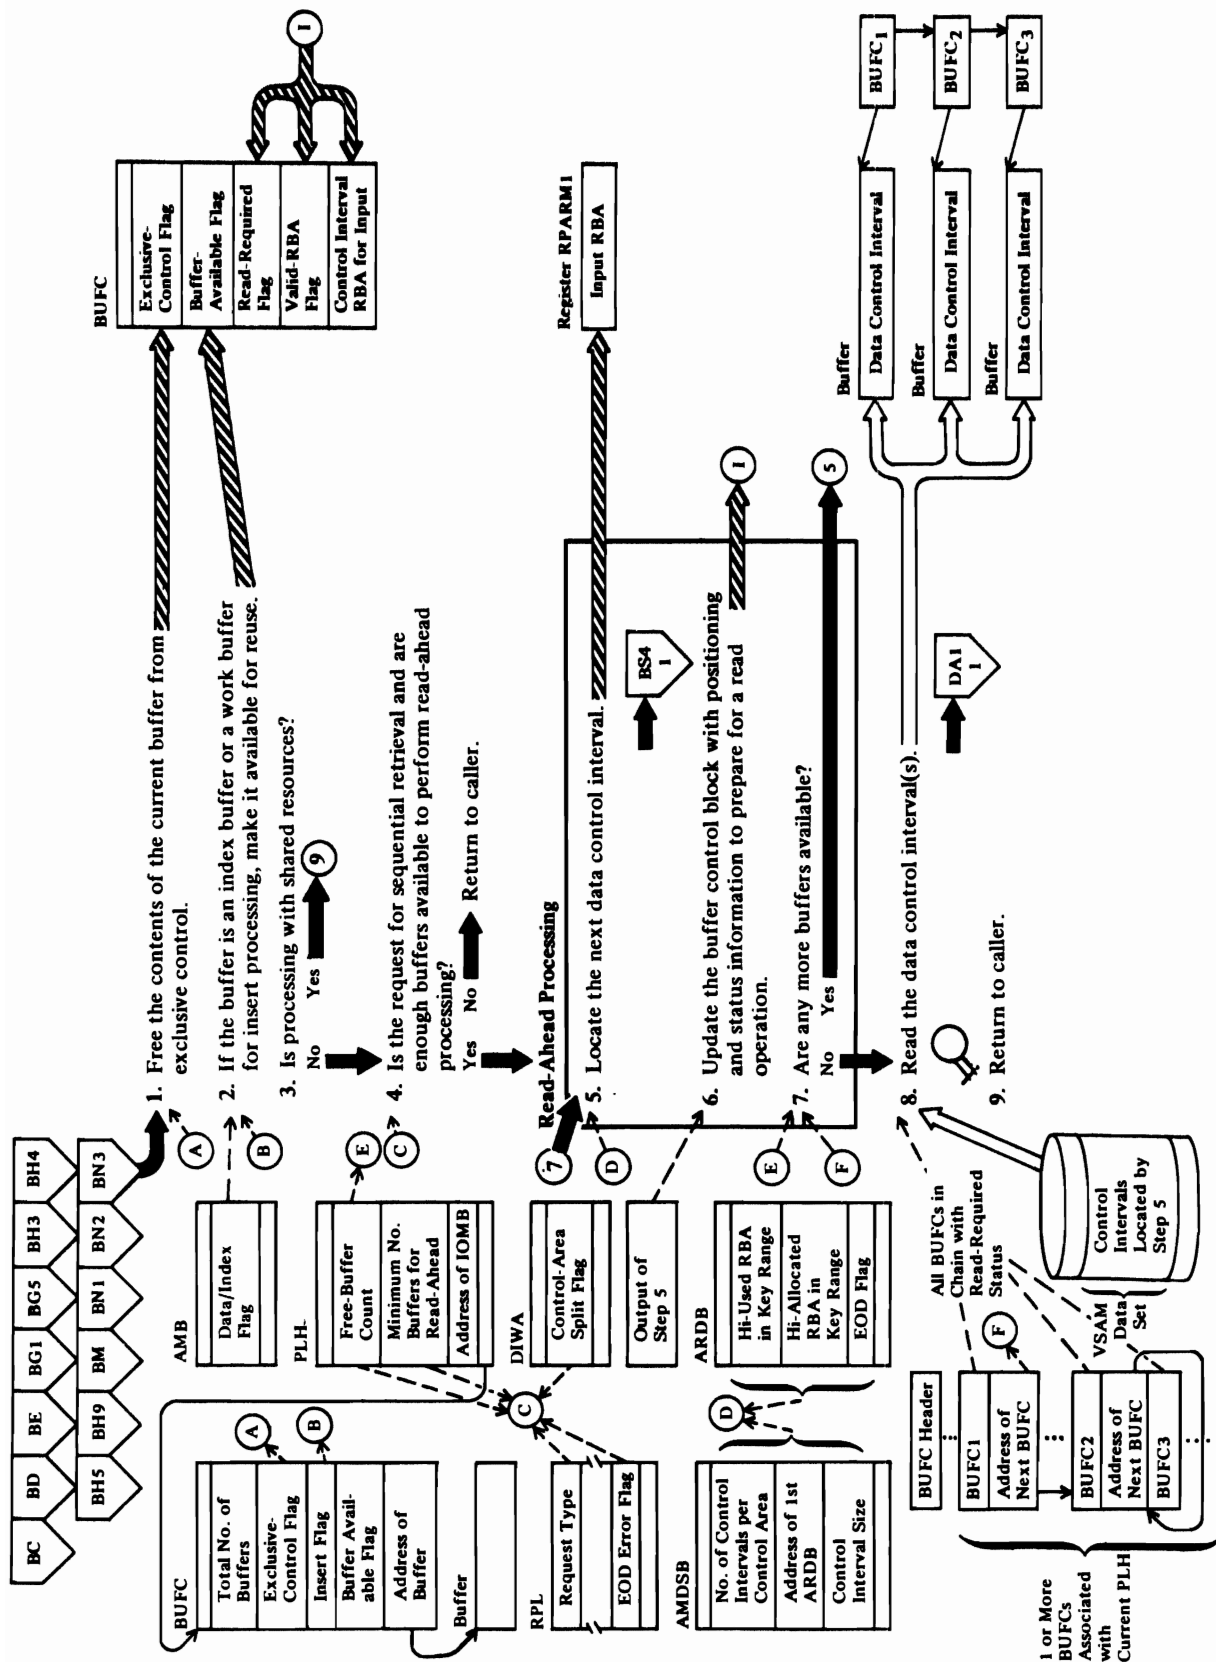 BC
BD
BE
BG1
BG5
BH3
BH4
BH5
BH9
BM
BN1
BN2
BN3
BUFC
Total No. of
Buffers
Exclusive-
Control Flag
Insert Flag
Buffer Avail-
able Flag
Address of
Buffer
Buffer
RPL
Request Type
EOD Error Flag
AMDSB
No. of Control
Intervals per
Control Area
Address of 1st
ARDB
Control
Interval Size
BUFC Header
BUFC1
Address of
Next BUFC
BUFC2
Address of
Next BUFC
BUFC3
1 or More
BUFCs
Associated
with
Current PLH
A
B
C
D
F
AMB
Data/Index
Flag
PLH
Free-Buffer
Count
Minimum No.
Buffers for
Read-Ahead
Address of IOMB
DIWA
Control-Area
Split Flag
Output of
Step 5
ARDB
Hi-Used RBA
in Key Range
Hi-Allocated
RBA in
Key Range
EOD Flag
All BUFCs in
Chain with
Read-Required
Status
VSAM
Data
Set
Control
Intervals
Located by
Step 5
A
B
E
C
7
D
E
F
1. Free the contents of the current buffer from
exclusive control.
2. If the buffer is an index buffer or a work buffer
for insert processing, make it available for reuse.
3. Is processing with shared resources?
No Yes
9
4. Is the request for sequential retrieval and are
enough buffers available to perform read-ahead
processing?
Yes No Return to caller.
Read-Ahead Processing
5. Locate the next data control interval.
BS4
1
6. Update the buffer control block with positioning
and status information to prepare for a read
operation.
I
7. Are any more buffers available?
No Yes
5
8. Read the data control interval(s).
DA1
1
9. Return to caller.
BUFC
Exclusive-
Control Flag
Buffer-
Available Flag
Read-Required
Flag
Valid-RBA
Flag
Control Interval
RBA for Input
I
Register RPARM1
Input RBA
Buffer
Data Control Interval
BUFC1
Buffer
Data Control Interval
BUFC2
Buffer
Data Control Interval
BUFC3